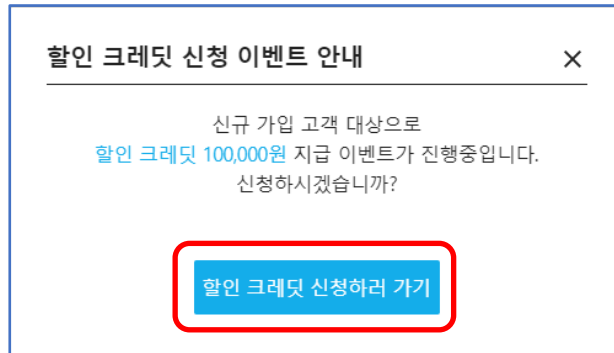 할인 크레딧 신청 이벤트 안내
신규 가입 고객 대상으로
할인 크레딧 100,000원 지급 이벤트가 진행중입니다.
신청하시겠습니까?
할인 크레딧 신청하러 가기